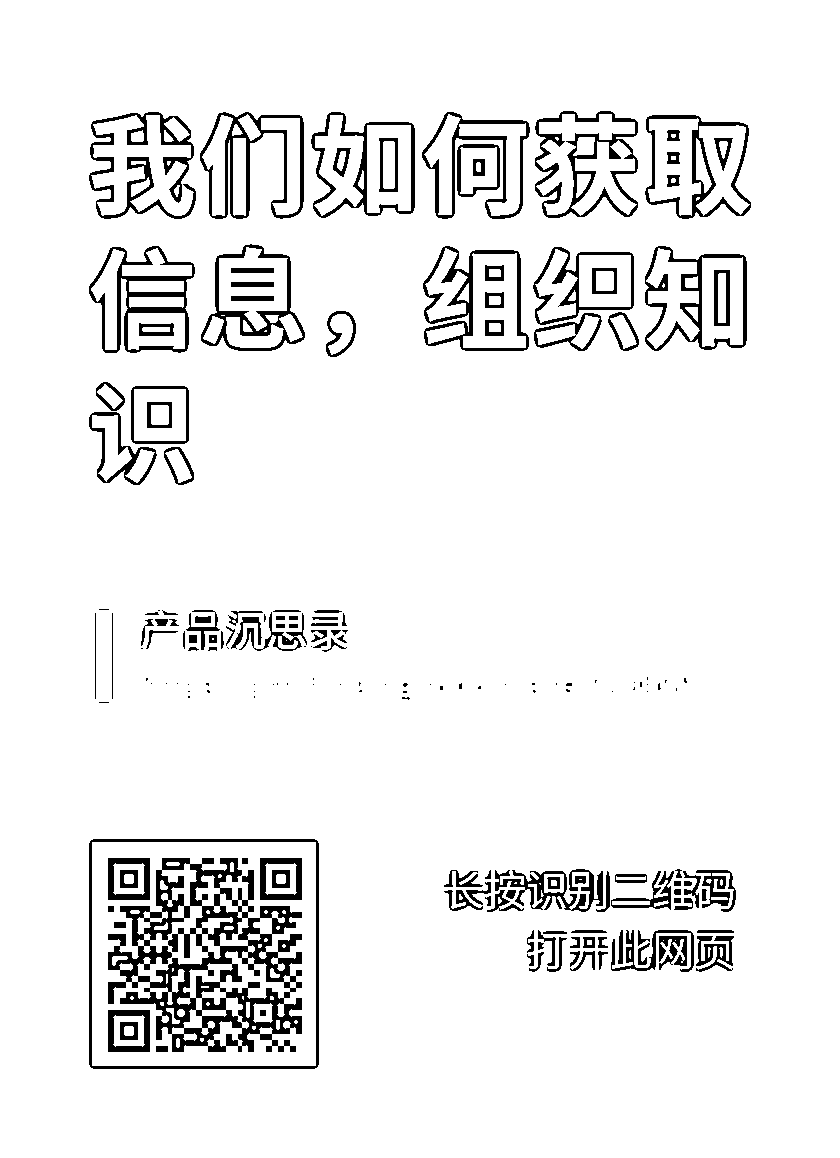 我们如何获取
信息，组织知
识
产品沉思录
长按识别二维码
打开此网页